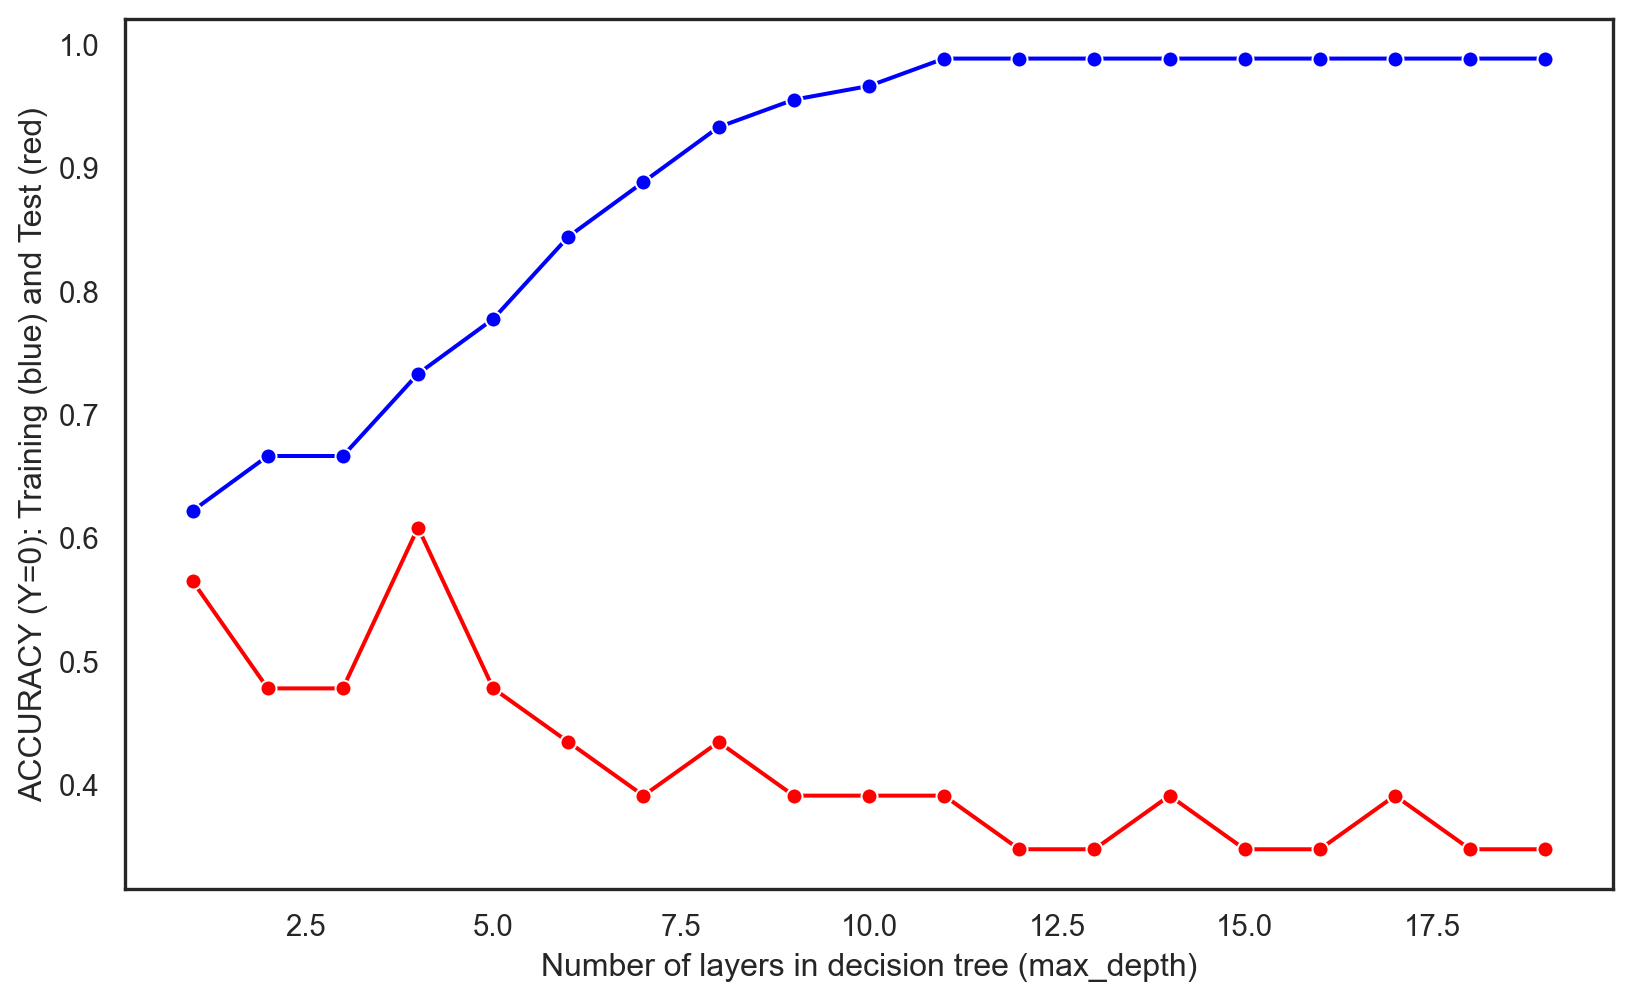 ACCURACY (Y=0): Training (blue) and Test (red)
1.0
0.9
0.8
0.7
0.6
0.5
0.4
2.5 5.0 7.5 10.0 12.5 15.0 17.5
Number of layers in decision tree (max_depth)